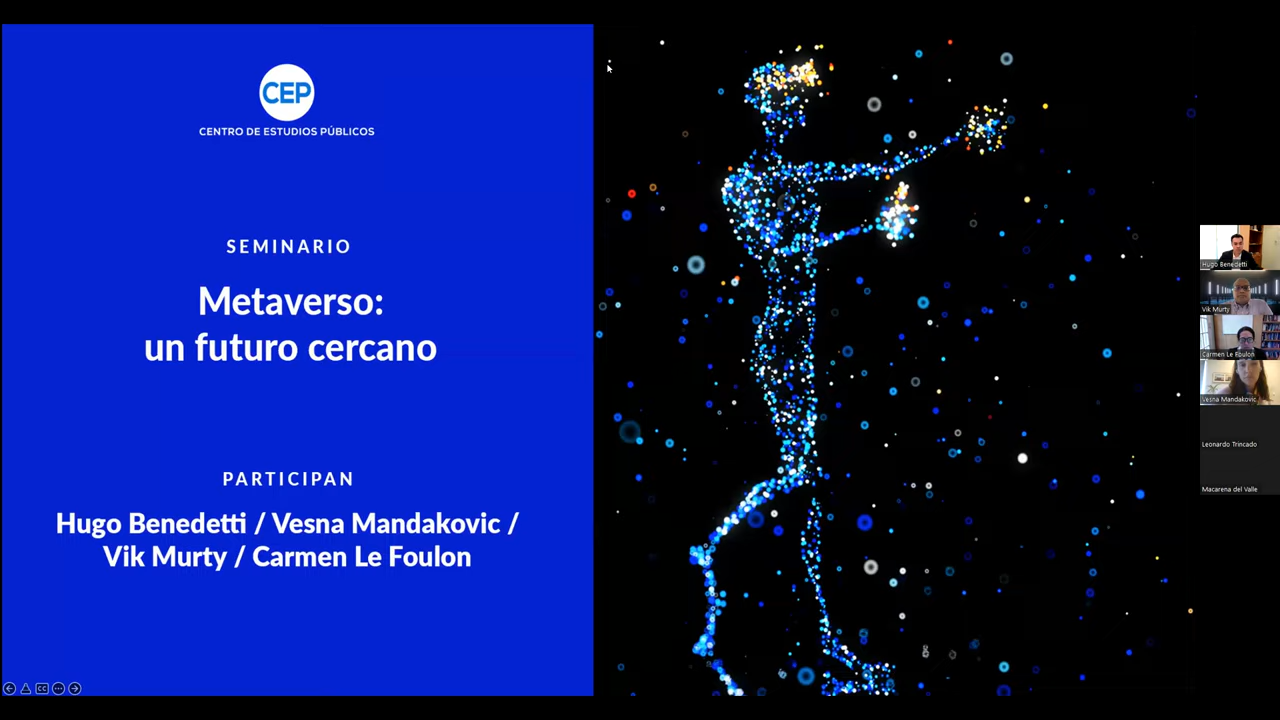 CEP
CENTRO DE ESTUDIOS PÚBLICOS
SEMINARIO
Metaverso:
un futuro cercano
PARTICIPAN
Hugo Benedetti / Vesna Mandakovic /
Vik Murty / Carmen Le Foulon
Hugo Benedetti
Vik Murty
Carmen Le Foulon
Vesna Mandakovic
Leonardo Trincado
Macarena del Valle
CC